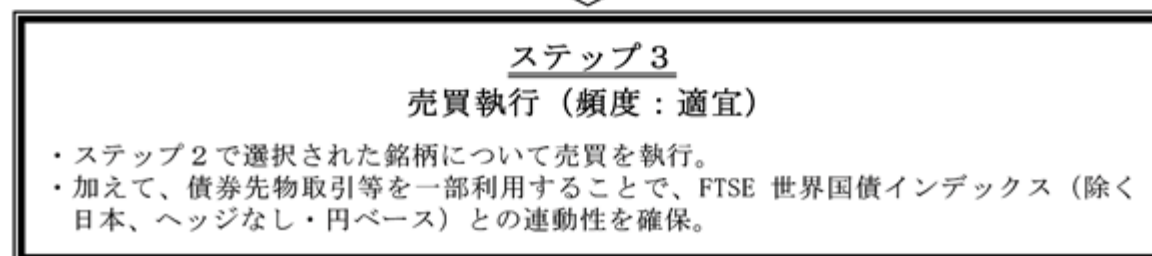 ステップ３
売買執行（頻度：適宜）
・ステップ２で選択された銘柄について売買を執行。
・加えて、債券先物取引等を一部利用することで、FTSE 世界国債インデックス（除く
日本、ヘッジなし・円ベース）との連動性を確保。